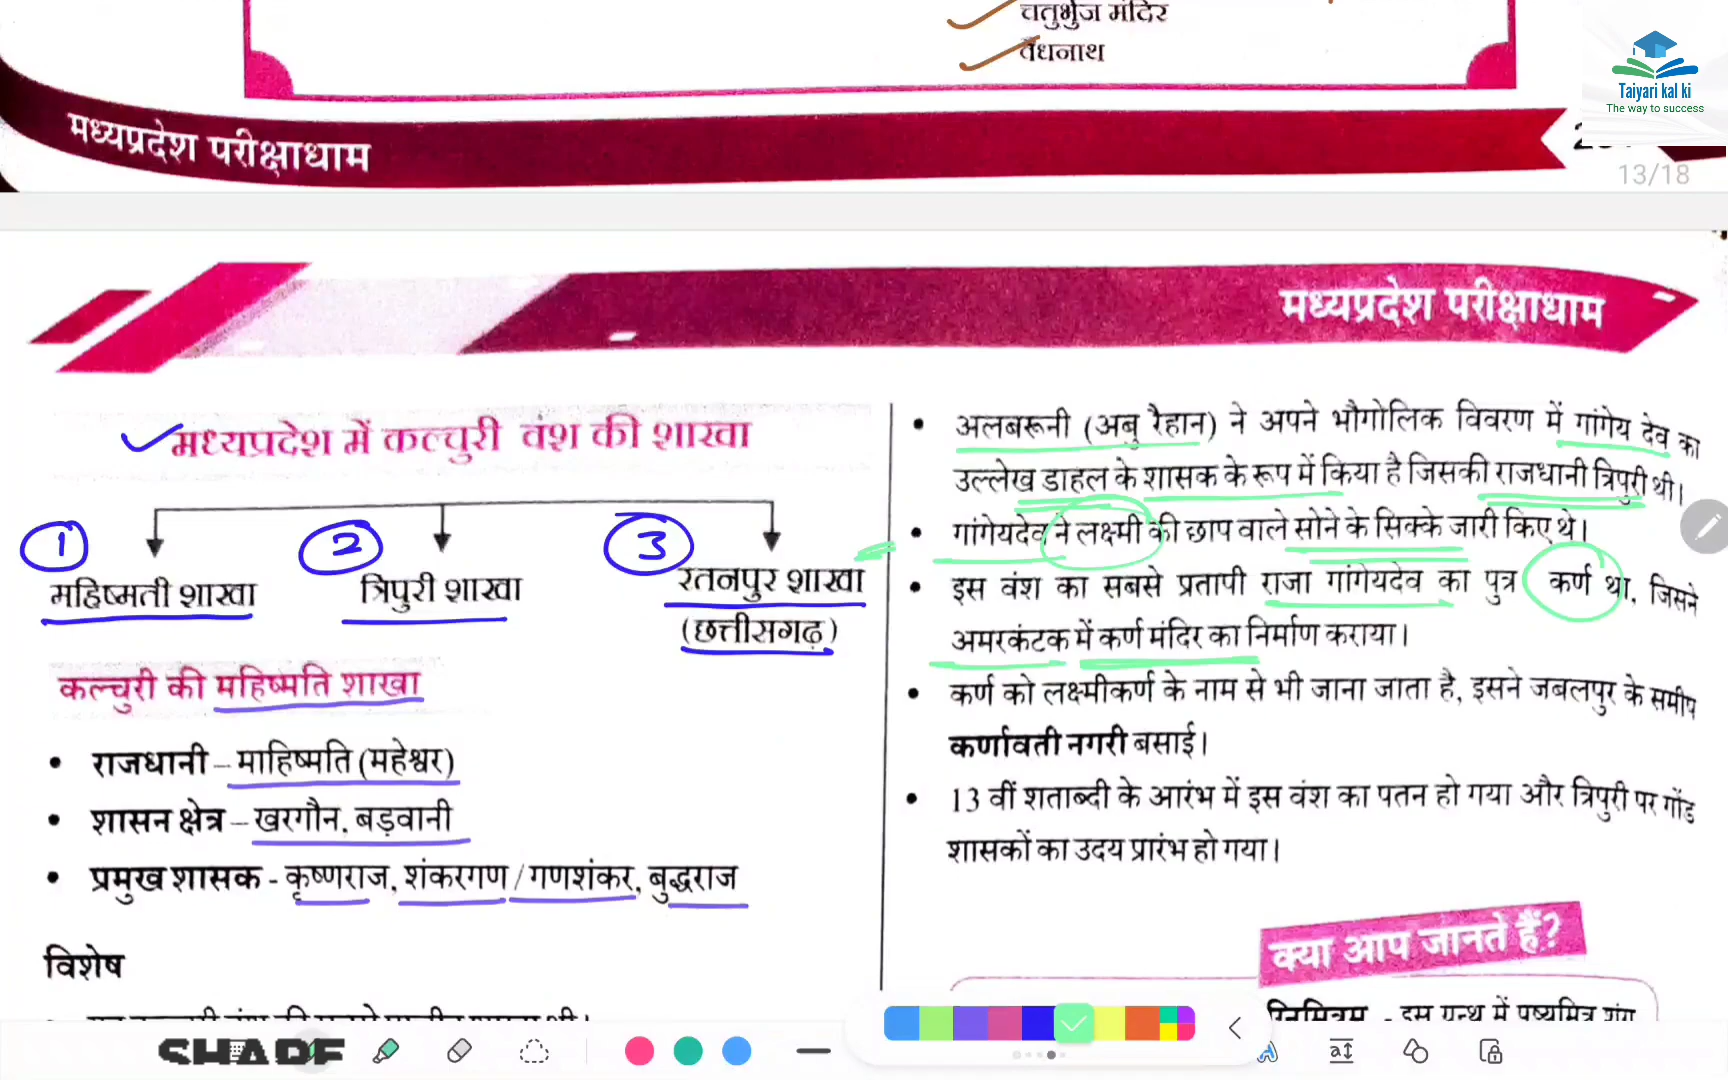 चतुर्भुज मंदिर
वैधनाथ
Taiyari kal ki
The way to success
मध्यप्रदेश परीक्षाधाम
13/18
मध्यप्रदेश परीक्षाधाम
मध्यप्रदेश में कल्चुरी वंश की शाखा
1 2 3
महिष्मती शाखा
त्रिपुरी शाखा
रतनपुर शाखा
(छत्तीसगढ़)
कल्चुरी की महिष्मति शाखा
• राजधानी – माहिष्मति (महेश्वर)
• शासन क्षेत्र – खरगौन, बड़वानी
• प्रमुख शासक - कृष्णराज, शंकरगण / गणशंकर, बुद्धराज
विशेष
• अलबरूनी (अबु रैहान) ने अपने भौगोलिक विवरण में गांगेय देव का
उल्लेख डाहल के शासक के रूप में किया है जिसकी राजधानी त्रिपुरी थी।
• गांगेयदेव ने लक्ष्मी की छाप वाले सोने के सिक्के जारी किए थे।
• इस वंश का सबसे प्रतापी राजा गांगेयदेव का पुत्र कर्ण था, जिसने
अमरकंटक में कर्ण मंदिर का निर्माण कराया।
• कर्ण को लक्ष्मीकर्ण के नाम से भी जाना जाता है, इसने जबलपुर के समीप
कर्णावती नगरी बसाई।
• 13 वीं शताब्दी के आरंभ में इस वंश का पतन हो गया और त्रिपुरी पर गोंड
शासकों का उदय प्रारंभ हो गया।
क्या आप जानते हैं?
- इस ग्रन्थ में पुष्यमित्र शुंग